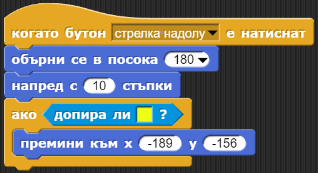 когато бутон стрелка надолу е натиснат
обърни се в посока 180
напред с 10 стъпки
ако допира ли ?
премини към x -189 y -156